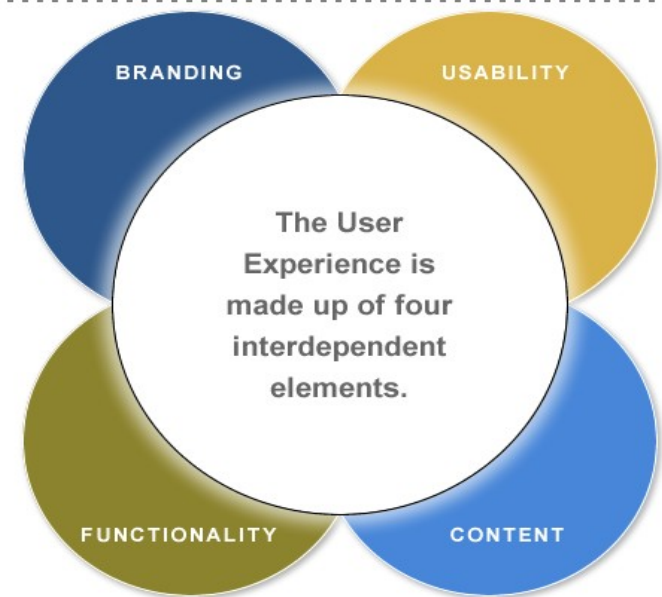 BRANDING
USABILITY
The User
Experience is
made up of four
interdependent
elements.
FUNCTIONALITY
CONTENT